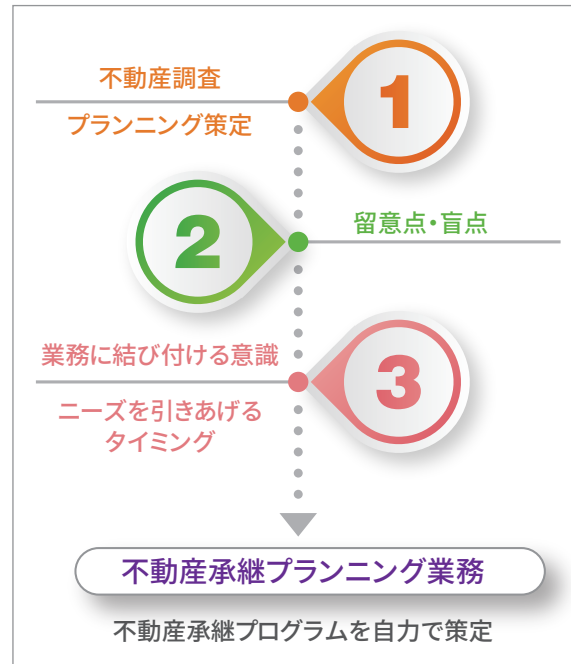 不動産調査
1
プランニング策定
2
留意点・盲点
業務に結び付ける意識
3
ニーズを引きあげる
タイミング
不動産承継プランニング業務
不動産承継プログラムを自力で策定